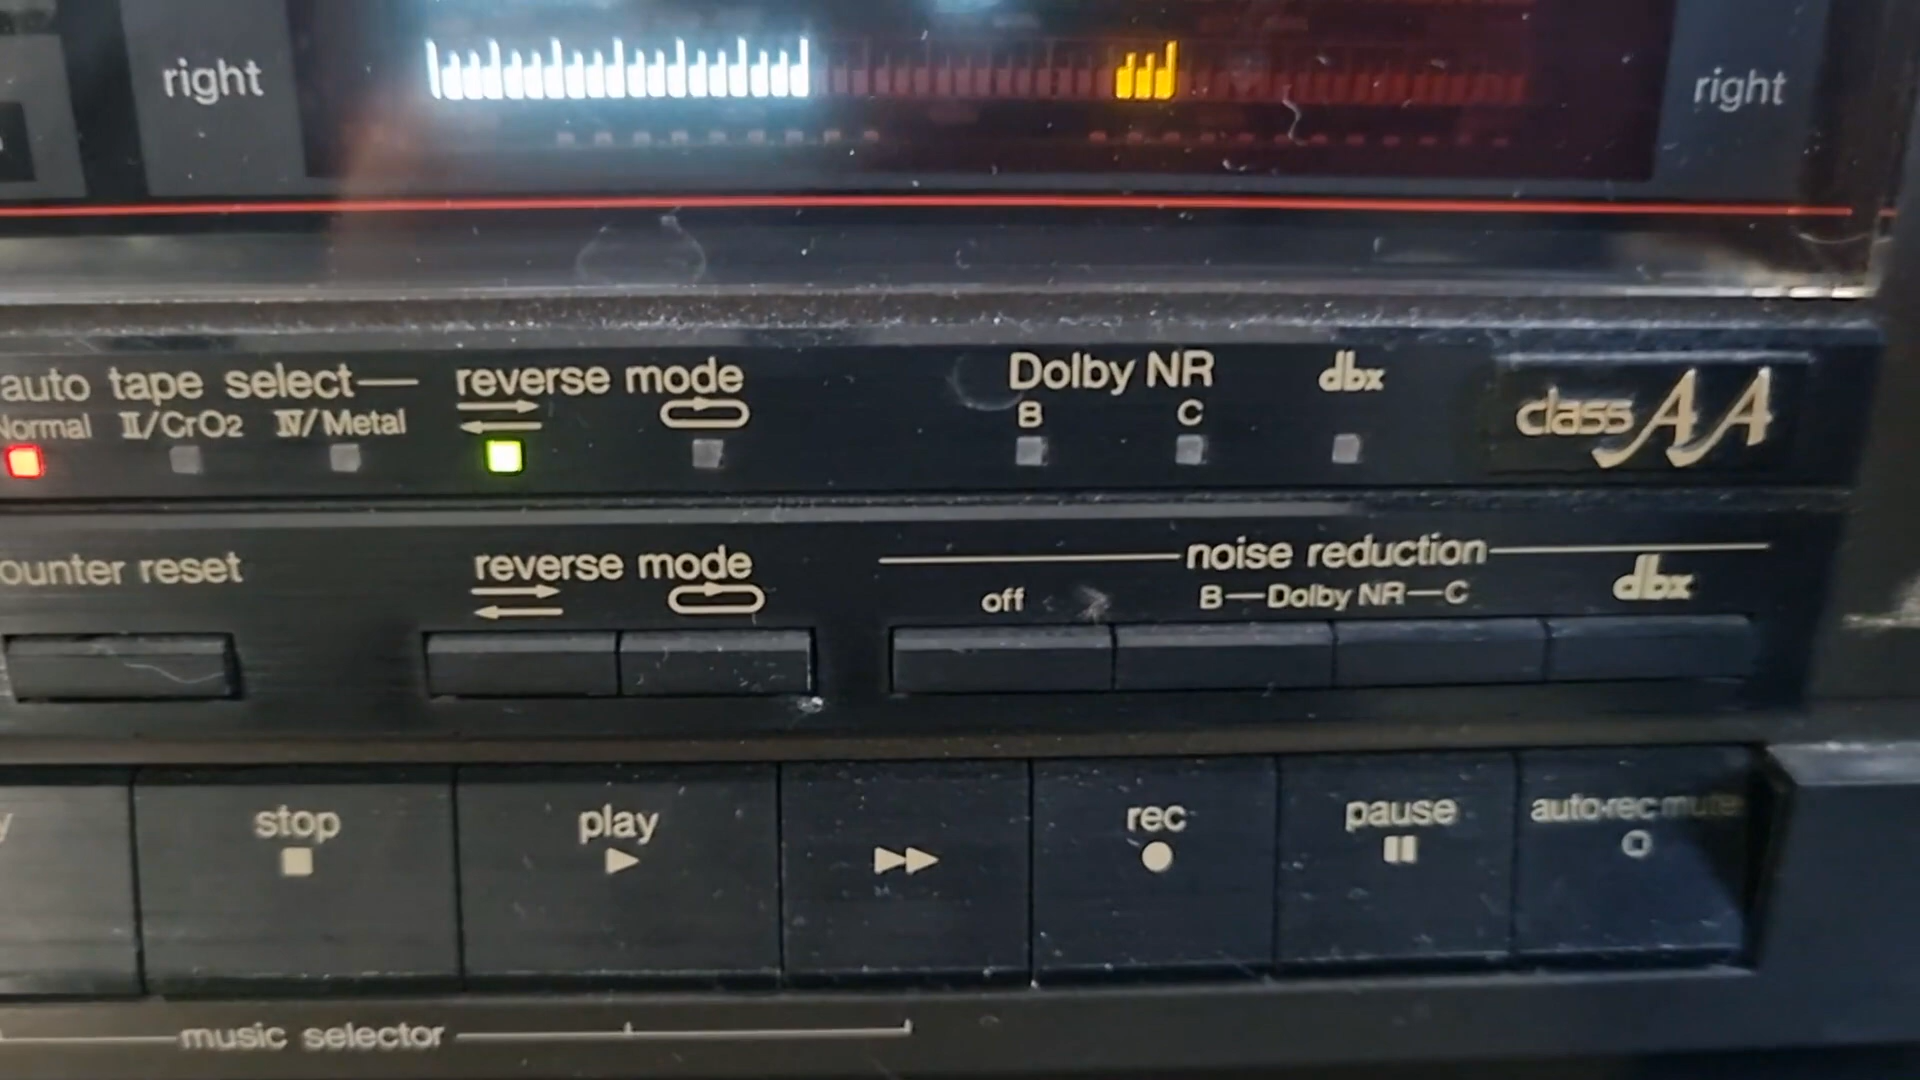 right right
auto tape select
Normal II/CrO2 IV/Metal
reverse mode
Dolby NR
B C
dbx
class AA
ounter reset
reverse mode
noise reduction
off B—Dolby NR—C dbx
y
stop
play
rec
pause
auto·rec mute
music selector